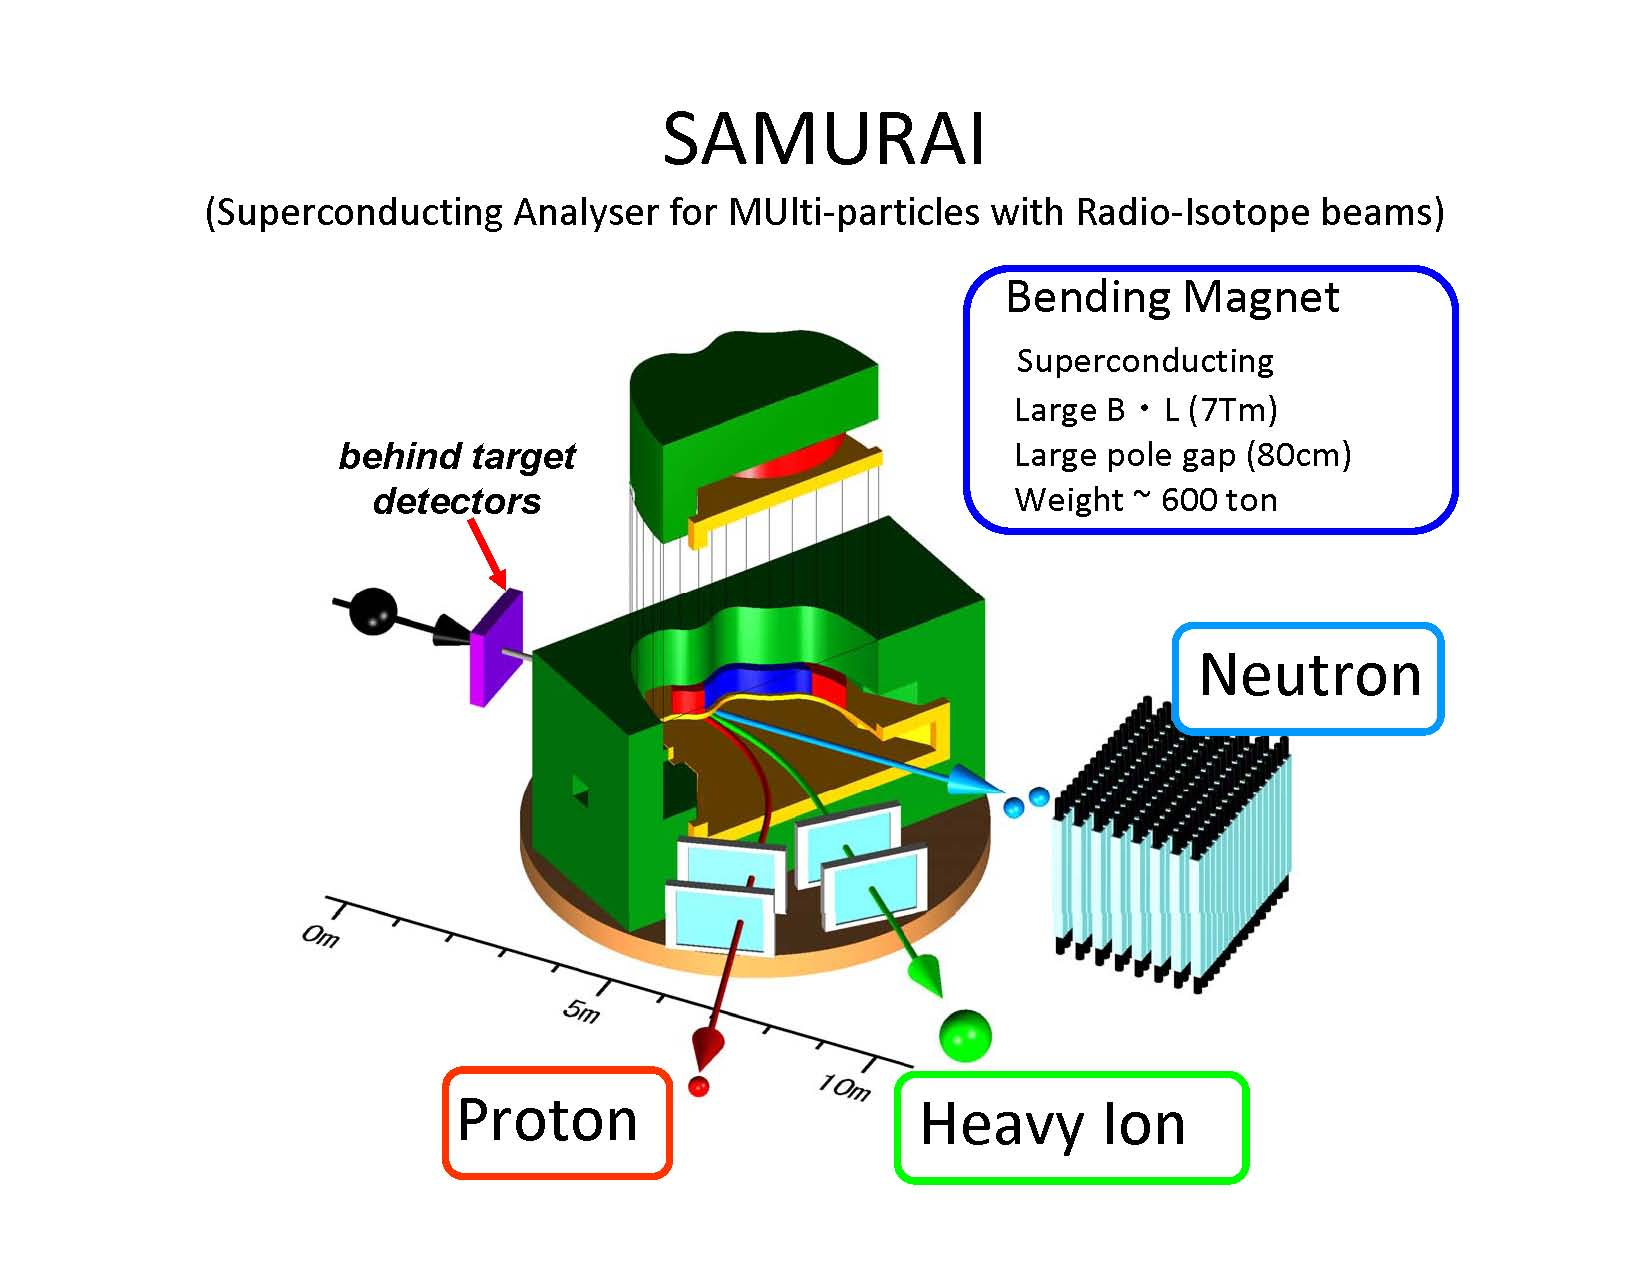 SAMURAI
(Superconducting Analyser for MUlti-particles with Radio-Isotope beams)
Bending Magnet
Superconducting
Large B・L (7Tm)
Large pole gap (80cm)
Weight ~ 600 ton
behind target
detectors
Neutron
0m
5m
10m
Proton
Heavy Ion